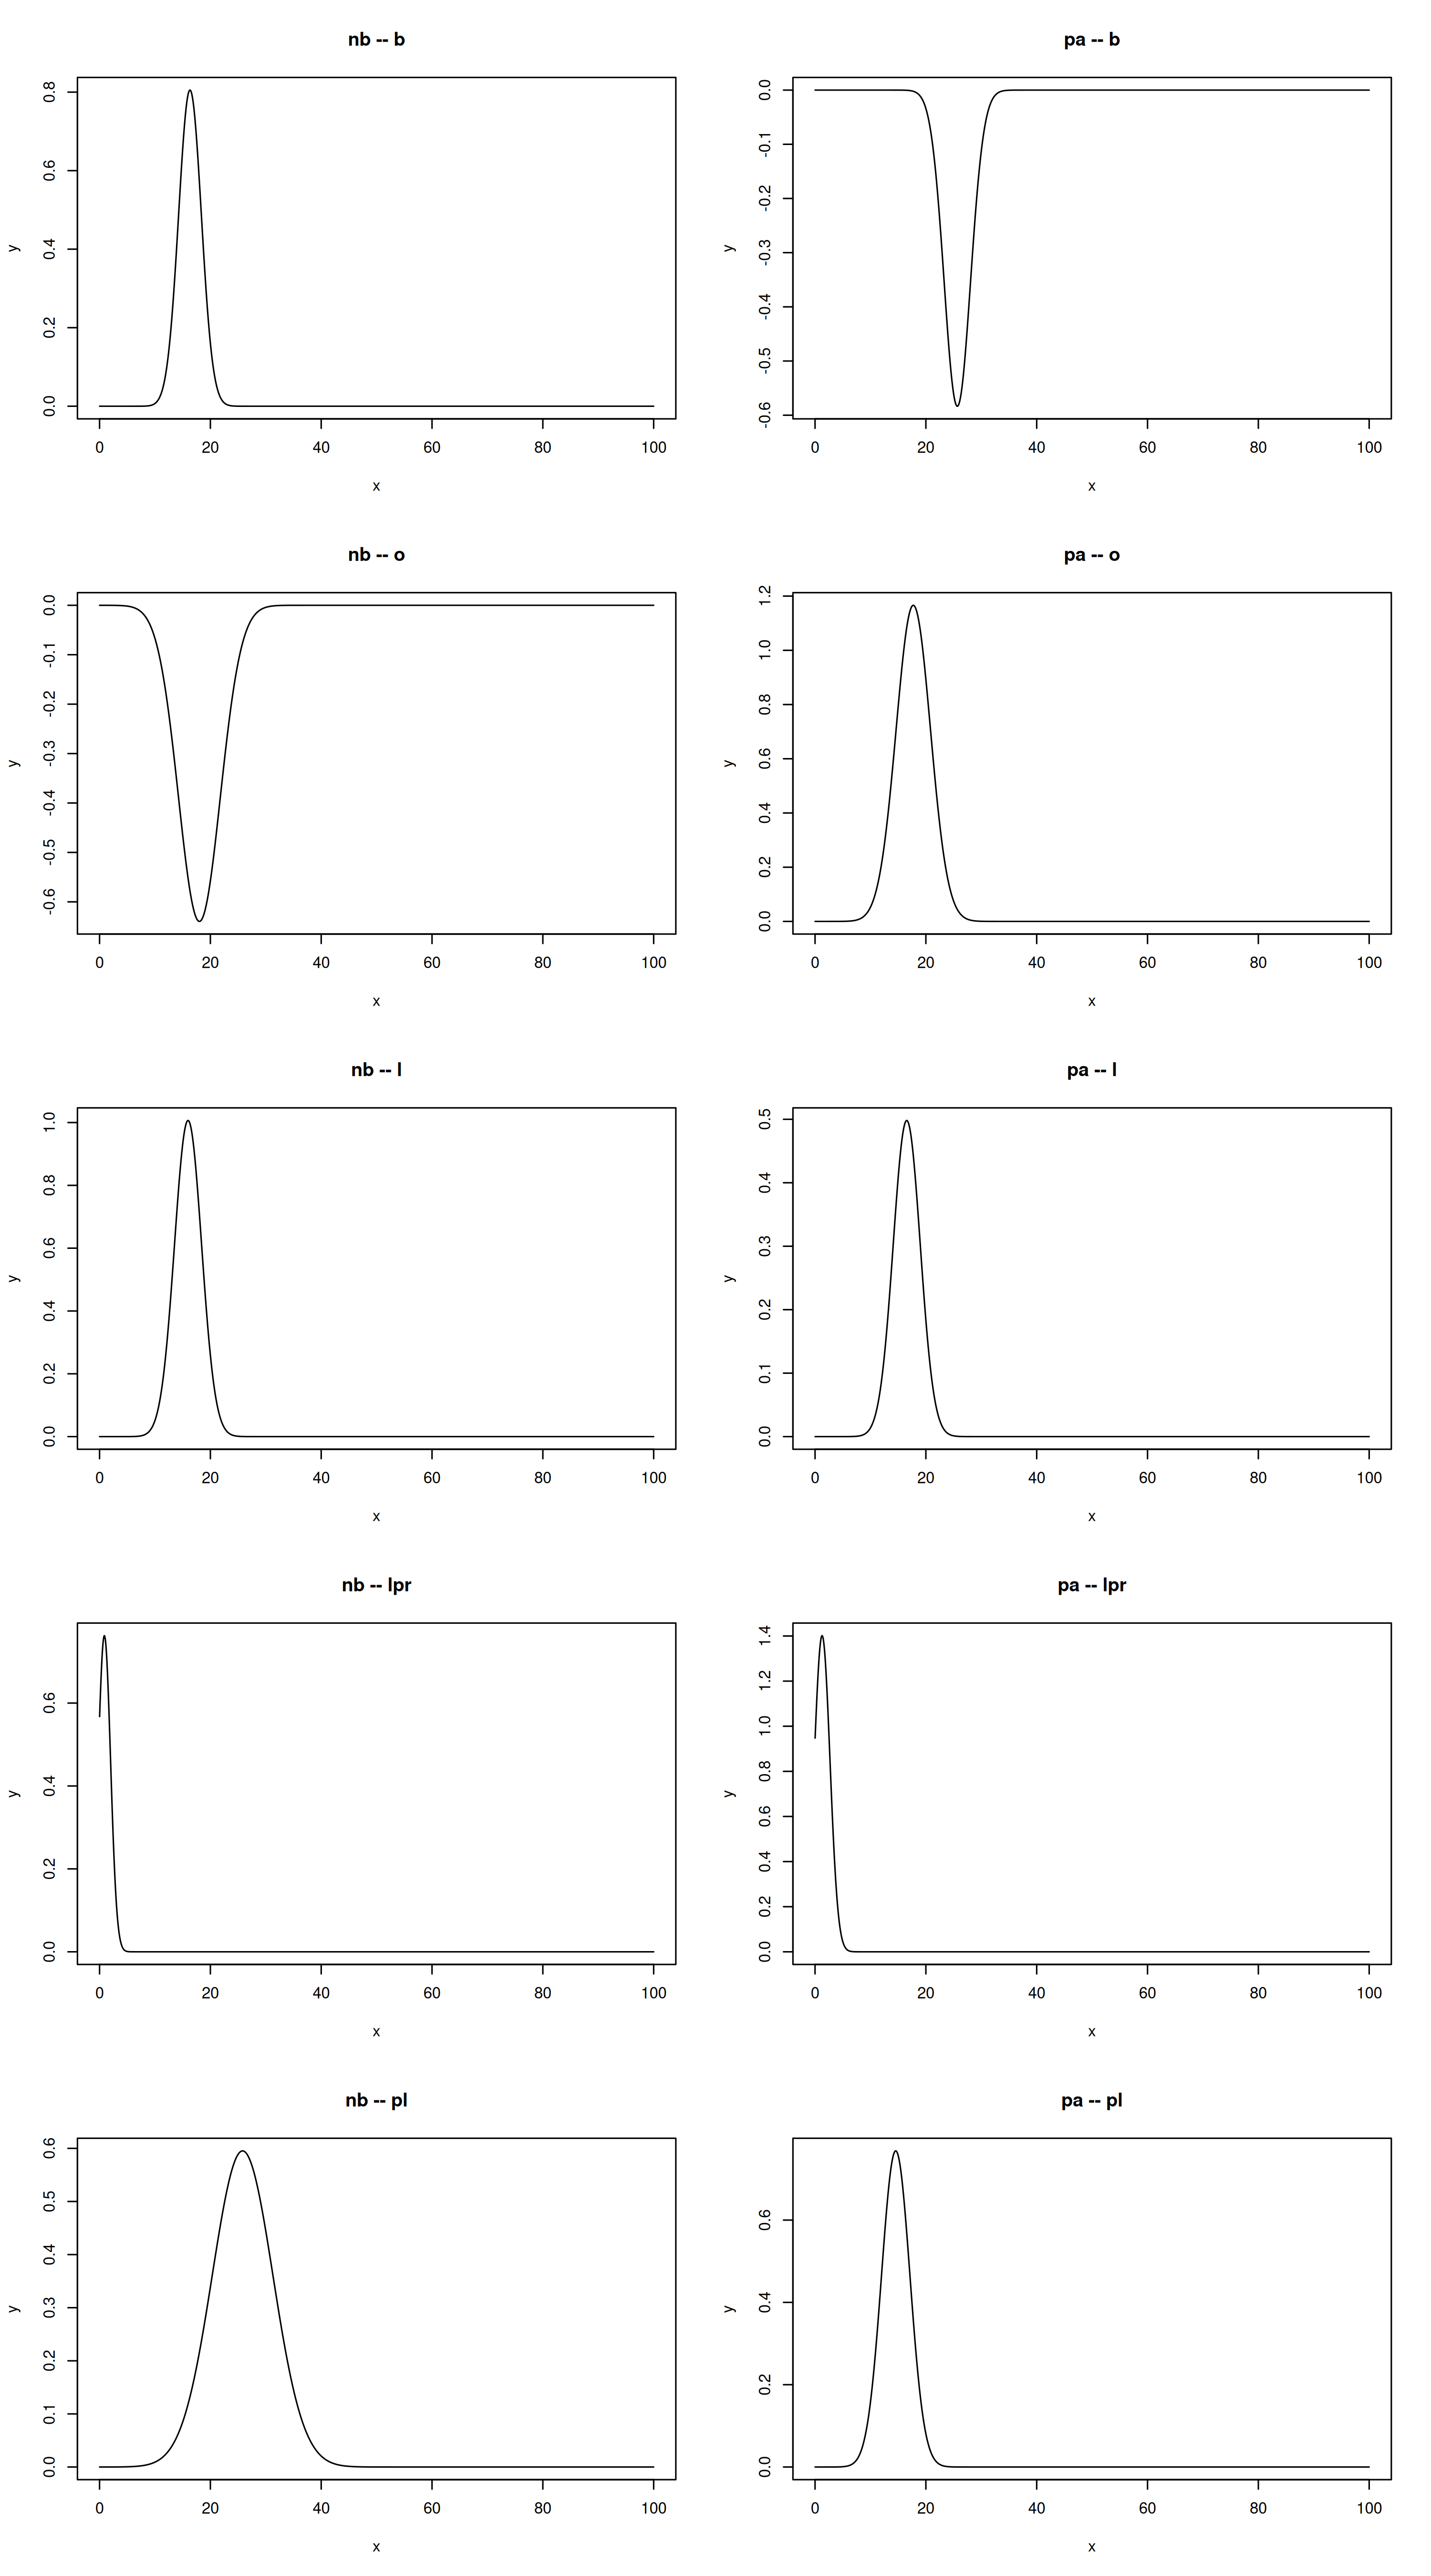 nb -- b
y
0.0 0.2 0.4 0.6 0.8
0 20 40 60 80 100
x
pa -- b
y
-0.6 -0.5 -0.4 -0.3 -0.2 -0.1 0.0
0 20 40 60 80 100
x
nb -- o
y
-0.6 -0.5 -0.4 -0.3 -0.2 -0.1 0.0
0 20 40 60 80 100
x
pa -- o
y
0.0 0.2 0.4 0.6 0.8 1.0 1.2
0 20 40 60 80 100
x
nb -- l
y
0.0 0.2 0.4 0.6 0.8 1.0
0 20 40 60 80 100
x
pa -- l
y
0.0 0.1 0.2 0.3 0.4 0.5
0 20 40 60 80 100
x
nb -- lpr
y
0.0 0.2 0.4 0.6
0 20 40 60 80 100
x
pa -- lpr
y
0.0 0.2 0.4 0.6 0.8 1.0 1.2 1.4
0 20 40 60 80 100
x
nb -- pl
y
0.0 0.1 0.2 0.3 0.4 0.5 0.6
0 20 40 60 80 100
x
pa -- pl
y
0.0 0.2 0.4 0.6
0 20 40 60 80 100
x